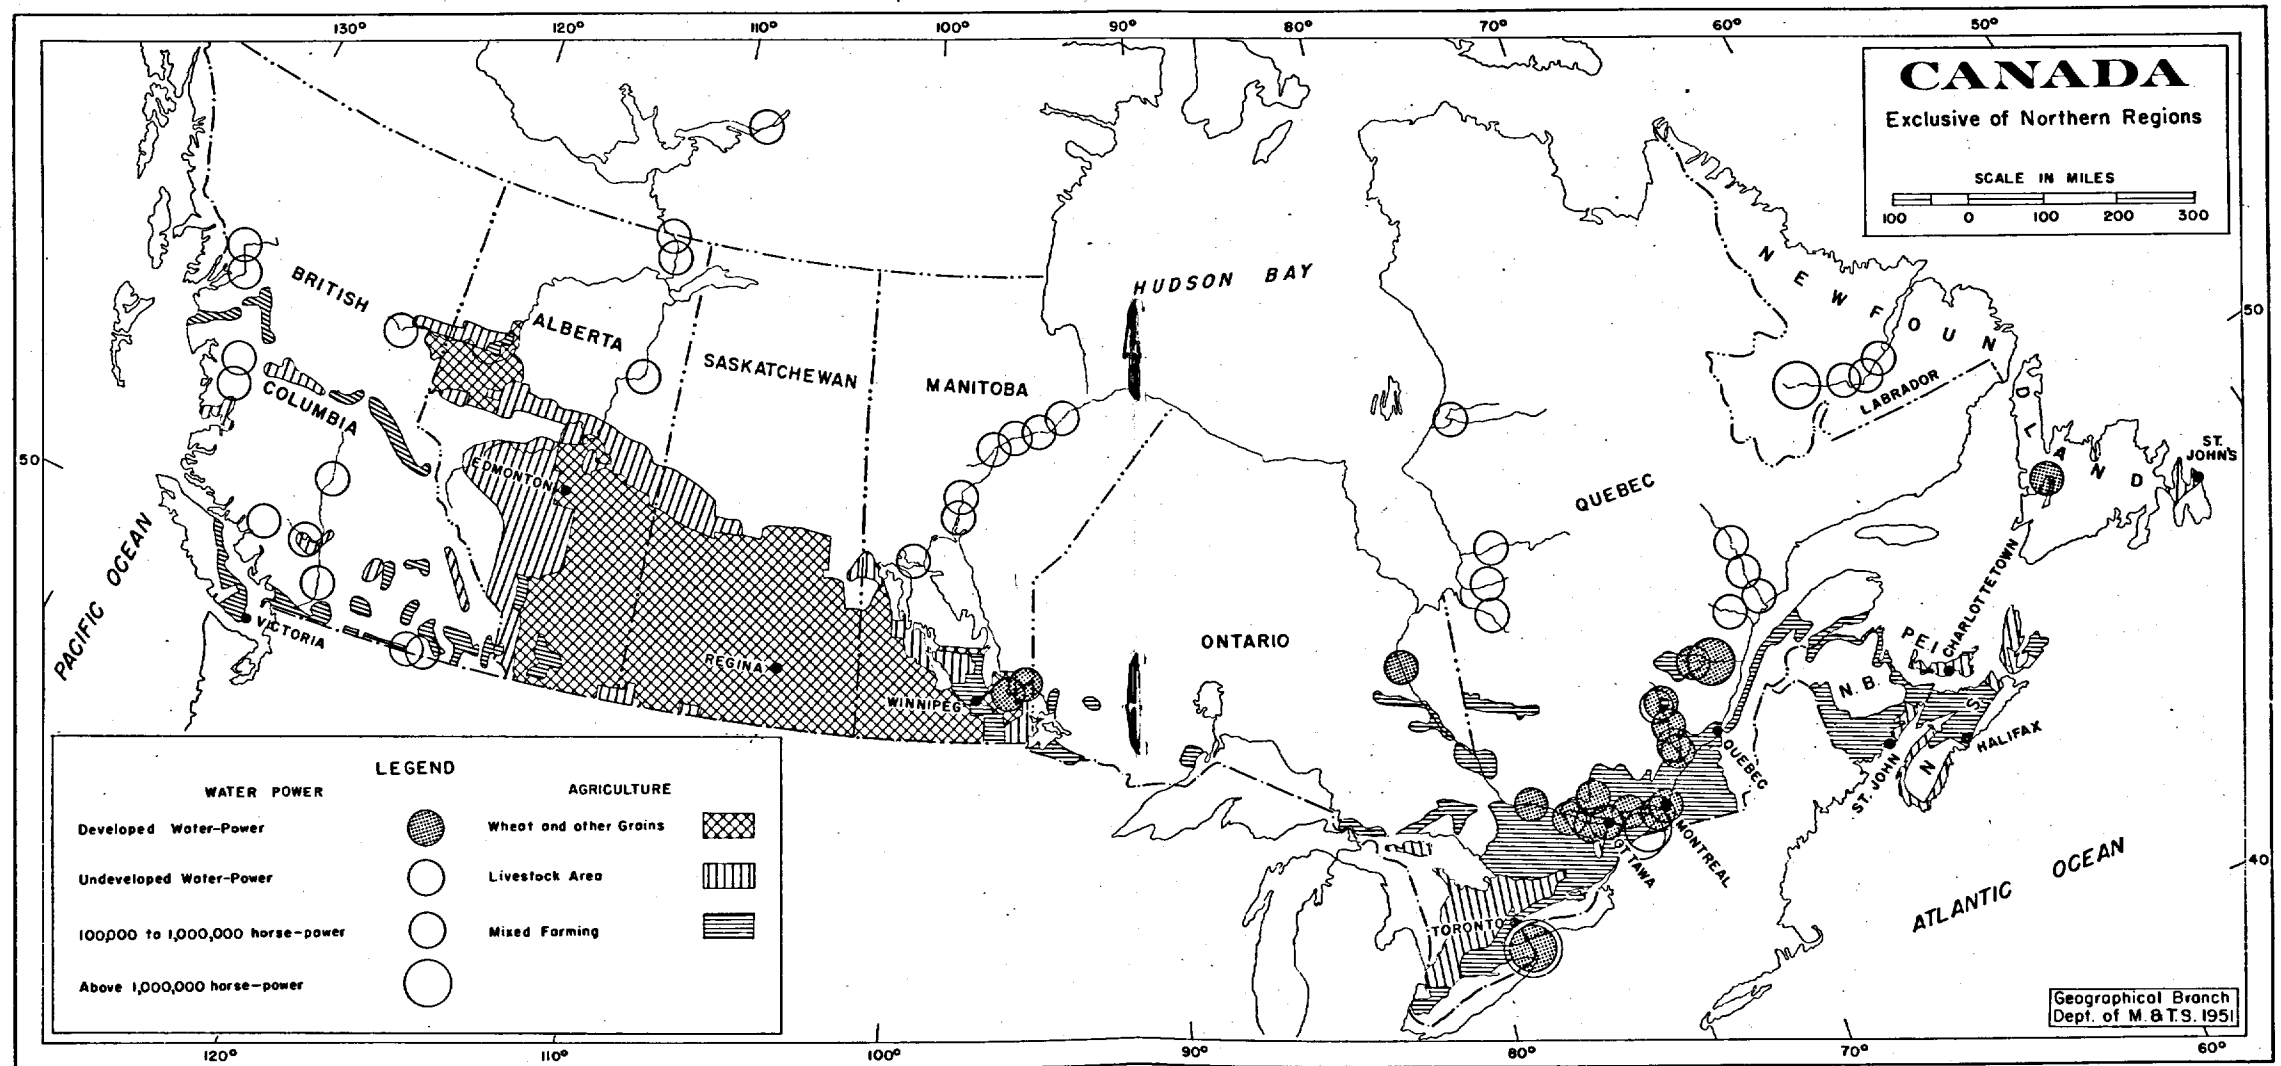 130° 120° 110° 100° 90° 80° 70° 60° 50°
CANADA
Exclusive of Northern Regions
SCALE IN MILES
100 0 100 200 300
HUDSON BAY
BRITISH
COLUMBIA
ALBERTA
SASKATCHEWAN
MANITOBA
NEWFOUNDLAND
LABRADOR
50
50
ST. JOHN'S
EDMONTON
QUEBEC
PACIFIC OCEAN
VICTORIA
REGINA
WINNIPEG
ONTARIO
P.E.I.
CHARLOTTETOWN
N.B.
N.S.
HALIFAX
ST. JOHN
QUEBEC
MONTREAL
OTTAWA
TORONTO
40
ATLANTIC OCEAN
LEGEND
WATER POWER
Developed Water-Power
Undeveloped Water-Power
100,000 to 1,000,000 horse-power
Above 1,000,000 horse-power
AGRICULTURE
Wheat and other Grains
Livestock Area
Mixed Farming
Geographical Branch
Dept. of M. & T.S. 1951
120° 110° 100° 90° 80° 70° 60°